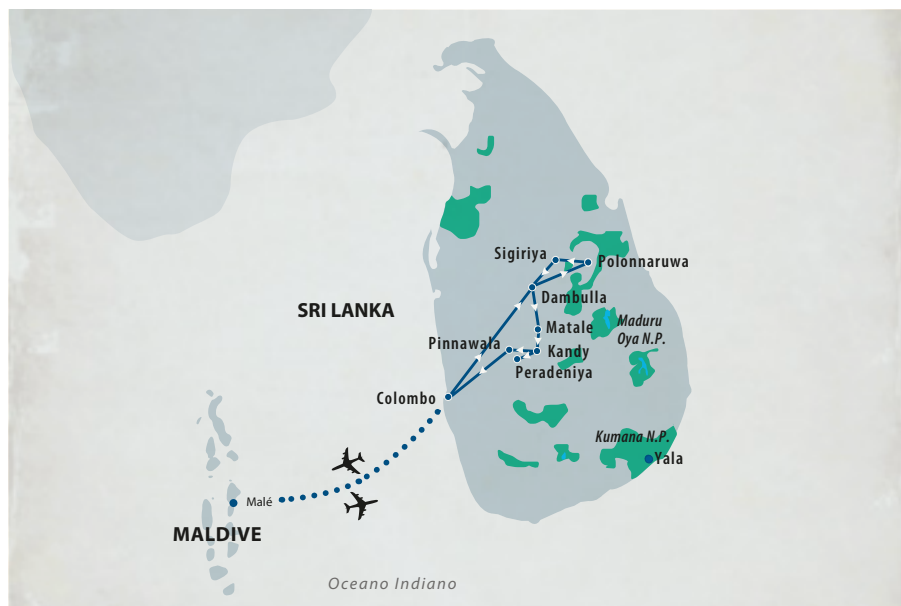 Sigiriya
Polonnaruwa
Dambulla
SRI LANKA
Maduru
Oya N.P.
Matale
Pinnawala
Kandy
Peradeniya
Colombo
Kumana N.P.
Yala
Malé
MALDIVE
Oceano Indiano